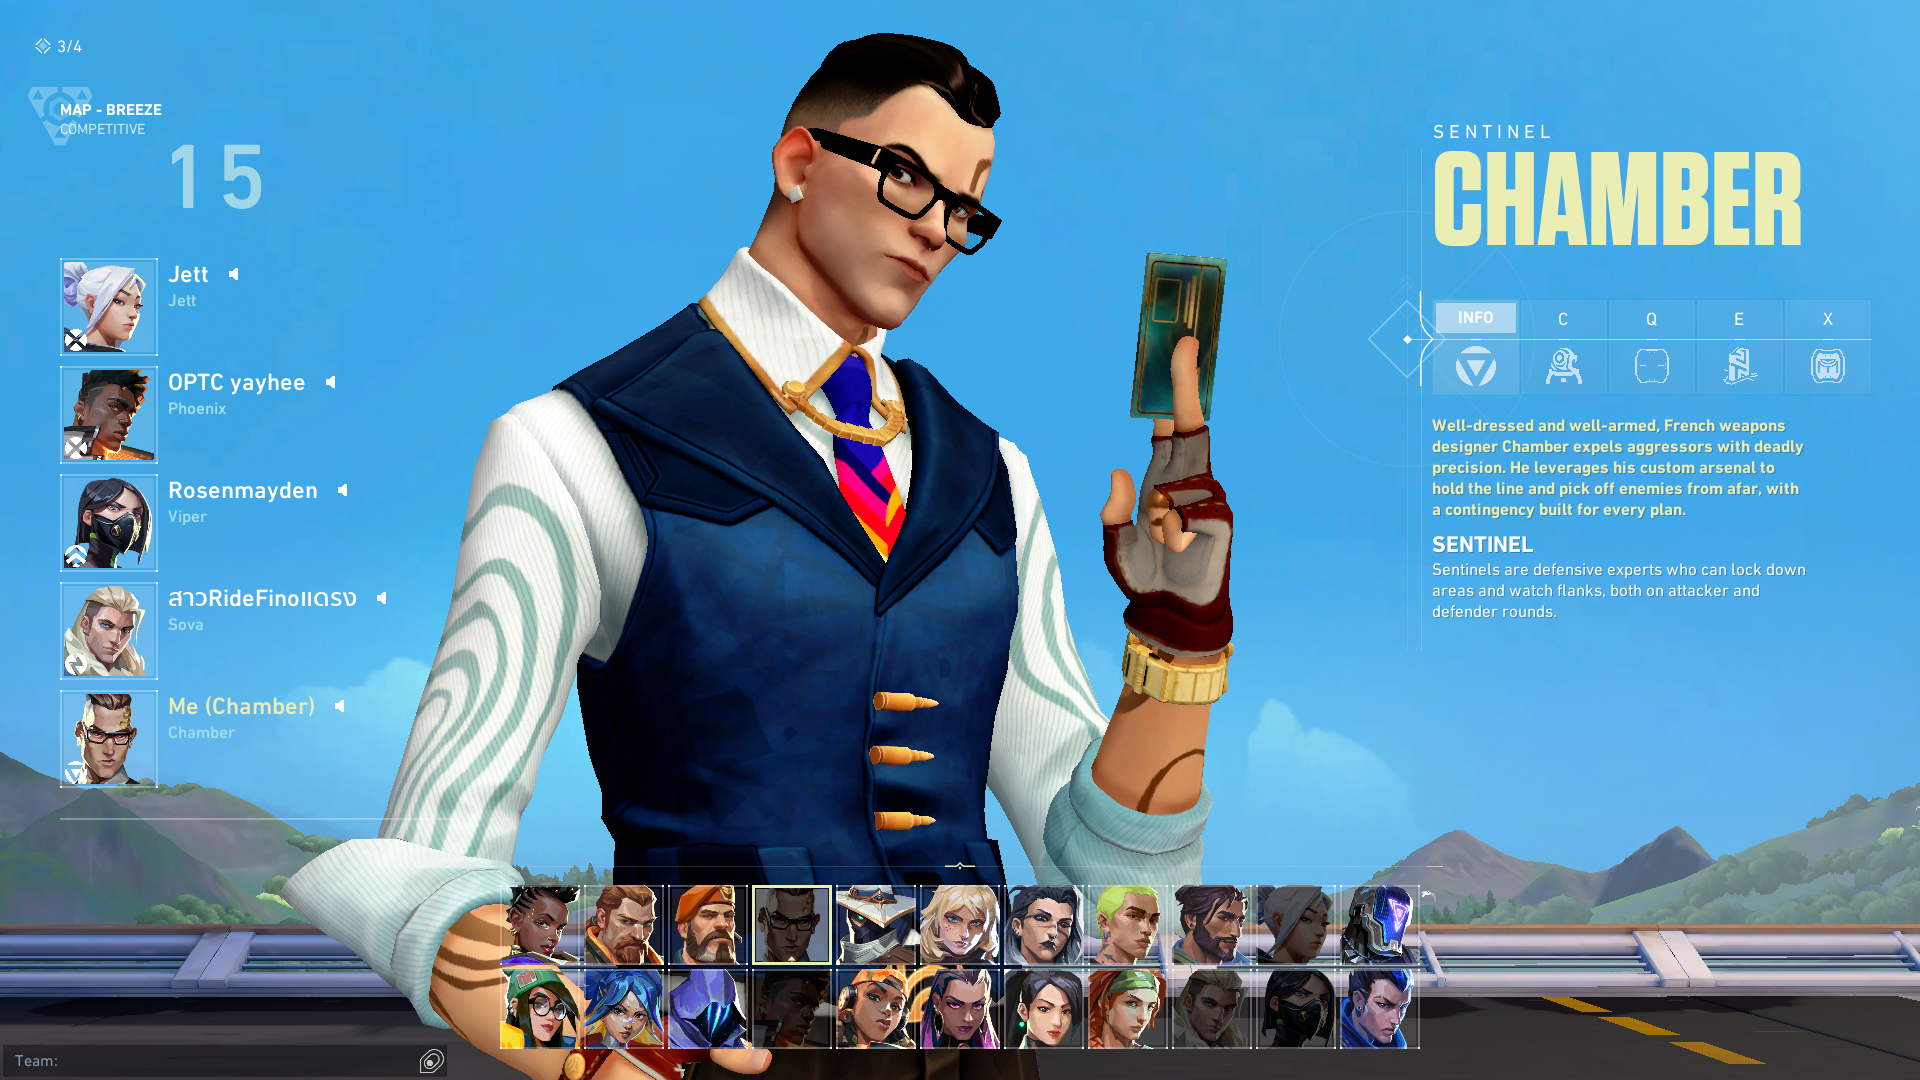 3/4
MAP - BREEZE
COMPETITIVE
15
Jett
Jett
OPTC yayhee
Phoenix
Rosenmayden
Viper
สาวRideFinoแดรง
Sova
Me (Chamber)
Chamber
SENTINEL
CHAMBER
INFO C Q E X
Well-dressed and well-armed, French weapons
designer Chamber expels aggressors with deadly
precision. He leverages his custom arsenal to
hold the line and pick off enemies from afar, with
a contingency built for every plan.
SENTINEL
Sentinels are defensive experts who can lock down
areas and watch flanks, both on attacker and
defender rounds.
Team: